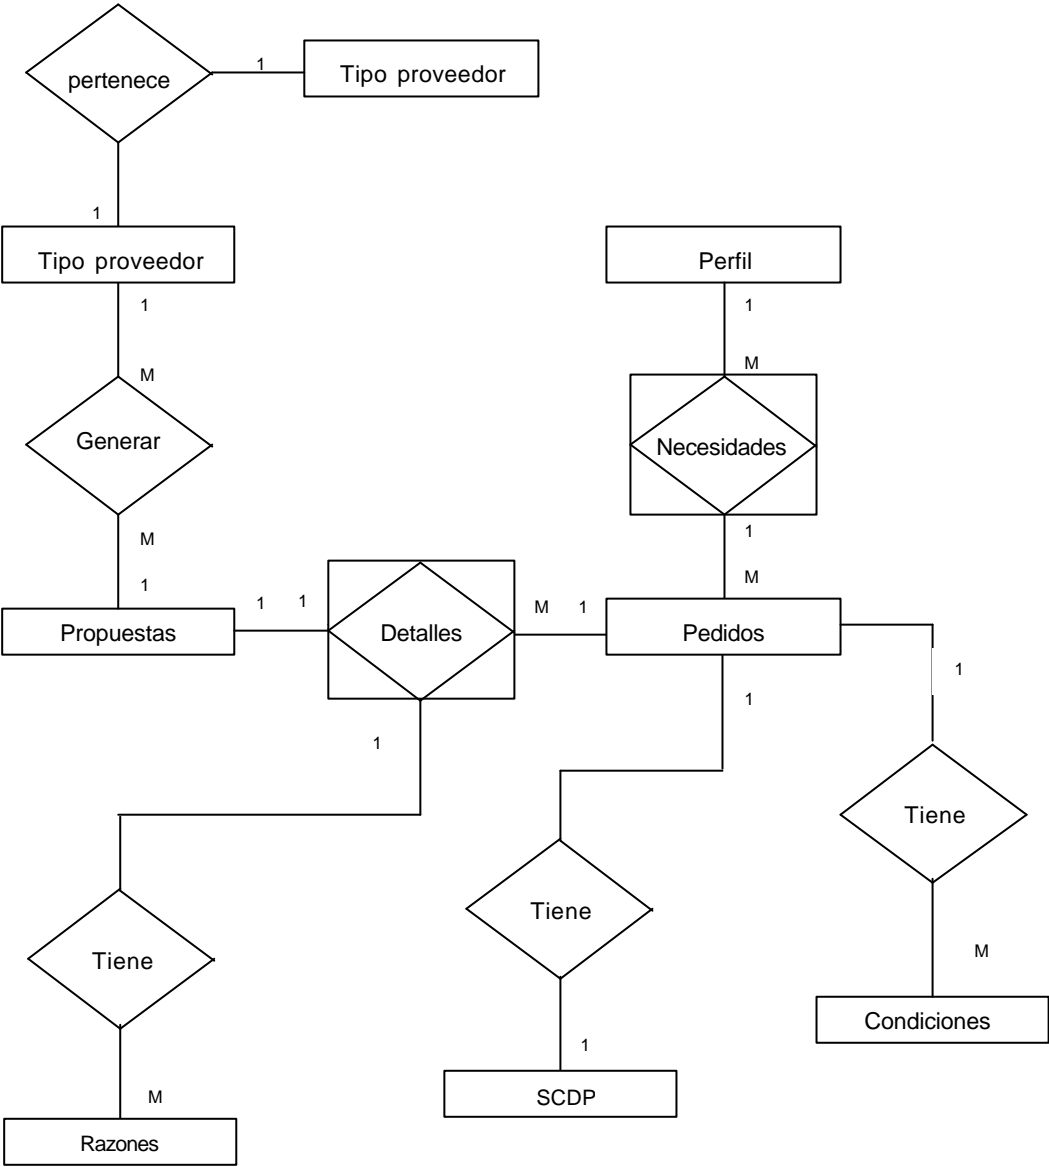 pertenece
1
Tipo proveedor
1
Tipo proveedor
Perfil
1
1
M
M
Generar
Necesidades
M
1
1
M
1
1
M
1
Propuestas
Detalles
Pedidos
1
1
1
Tiene
Tiene
Tiene
M
Condiciones
1
M
SCDP
Razones